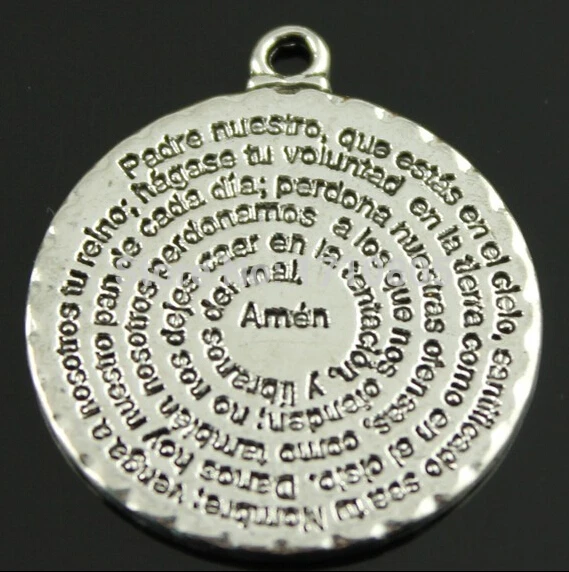 Padre nuestro, que estás en el cielo, santificado sea tu Nombre; venga a nosotros tu reino; hágase tu voluntad en la tierra como en el cielo. Danos hoy nuestro pan de cada día; perdona nuestras ofensas, como también nosotros perdonamos a los que nos ofenden; no nos dejes caer en la tentación, y libranos del mal.
Amén